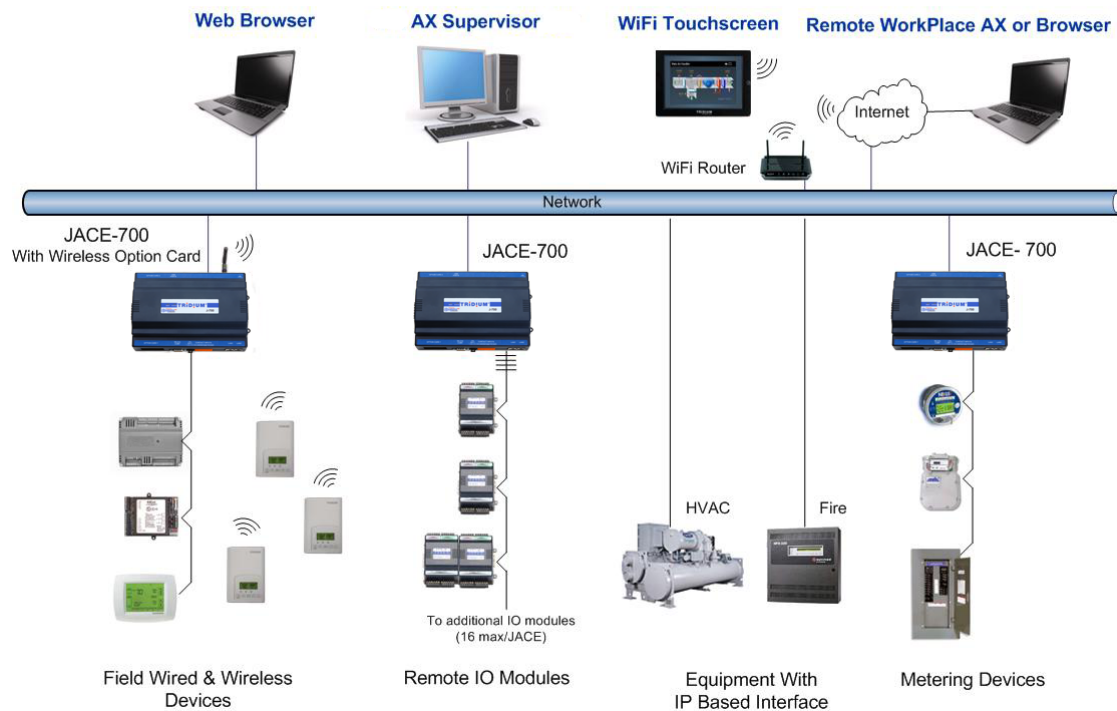 Web Browser
AX Supervisor
WiFi Touchscreen
Remote WorkPlace AX or Browser
Internet
WiFi Router
Network
JACE-700
With Wireless Option Card
JACE-700
JACE- 700
HVAC
Fire
To additional IO modules
(16 max/JACE)
Field Wired & Wireless
Devices
Remote IO Modules
Equipment With
IP Based Interface
Metering Devices